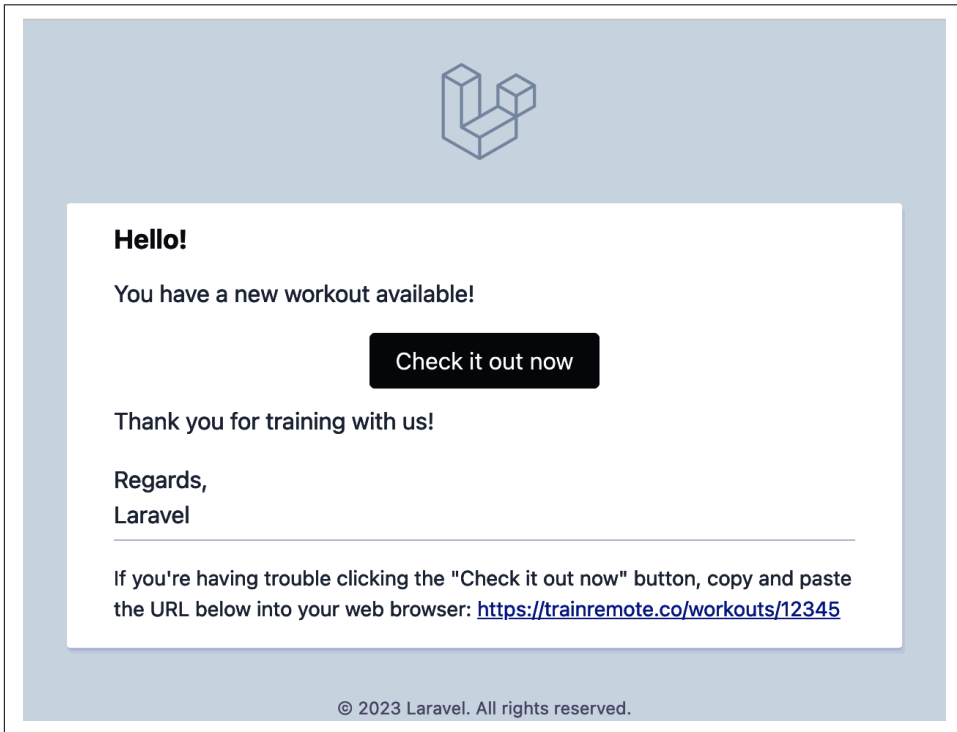 Hello!
You have a new workout available!
Check it out now
Thank you for training with us!
Regards,
Laravel
If you're having trouble clicking the "Check it out now" button, copy and paste
the URL below into your web browser: https://trainremote.co/workouts/12345
© 2023 Laravel. All rights reserved.